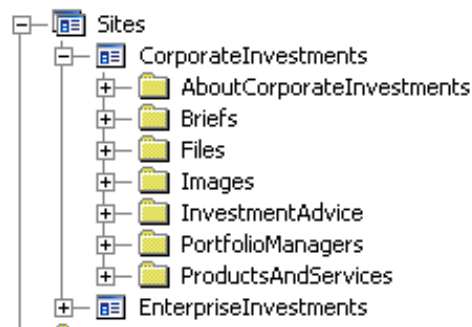 Sites
CorporateInvestments
AboutCorporateInvestments
Briefs
Files
Images
InvestmentAdvice
PortfolioManagers
ProductsAndServices
EnterpriseInvestments